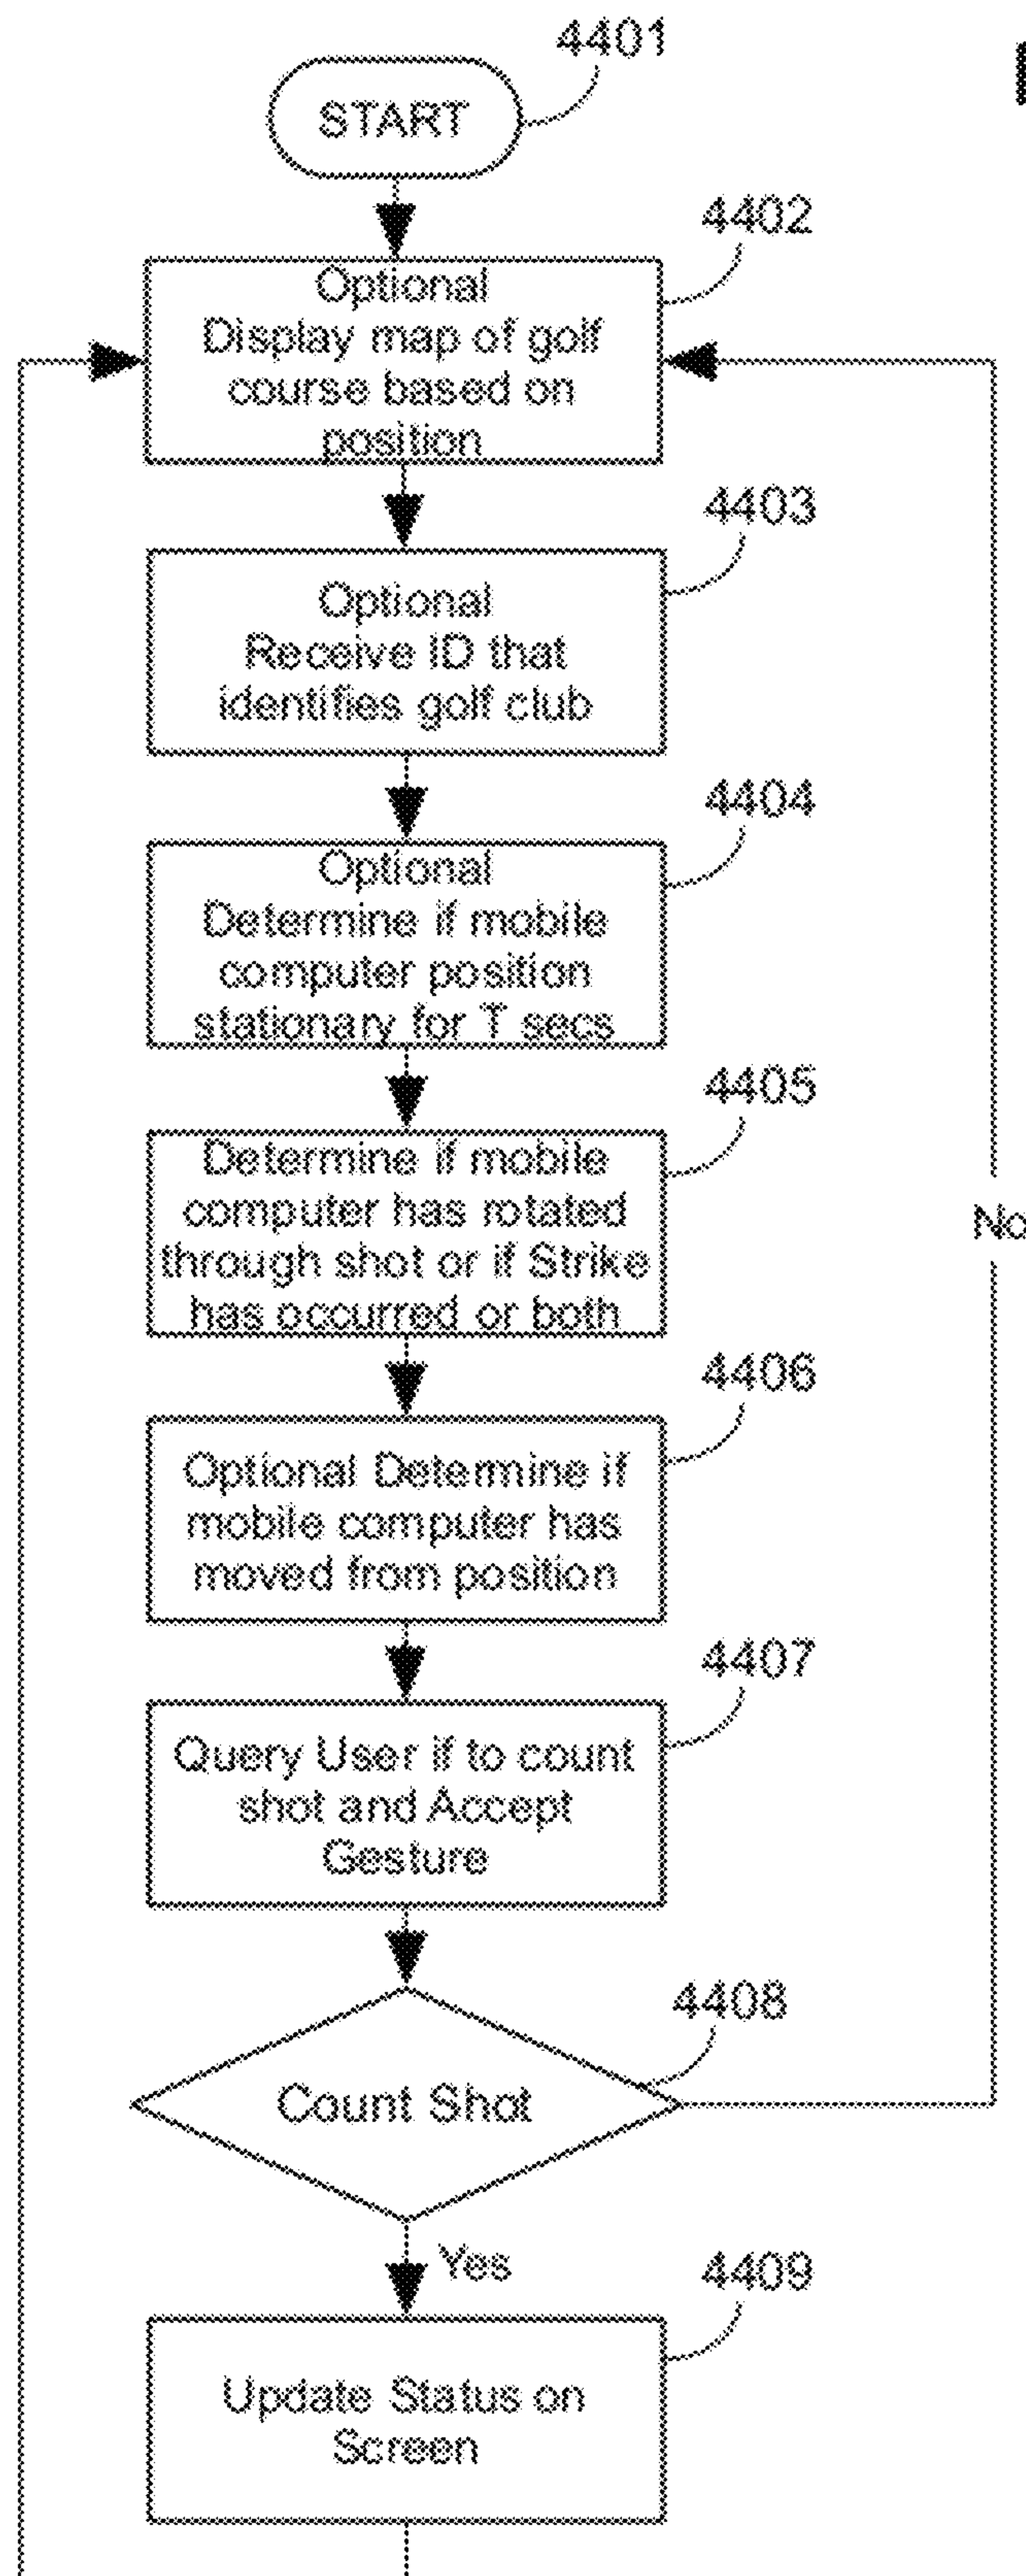 4401
START
4402
Optional
Display map of golf
course based on
position
4403
Optional
Receive ID that
identifies golf club
4404
Optional
Determine if mobile
computer position
stationary for T secs
4405
Determine if mobile
computer has rotated
through shot or if Strike
has occurred or both
No
4406
Optional Determine if
mobile computer has
moved from position
4407
Query User if to count
shot and Accept
Gesture
4408
Count Shot
Yes
4409
Update Status on
Screen